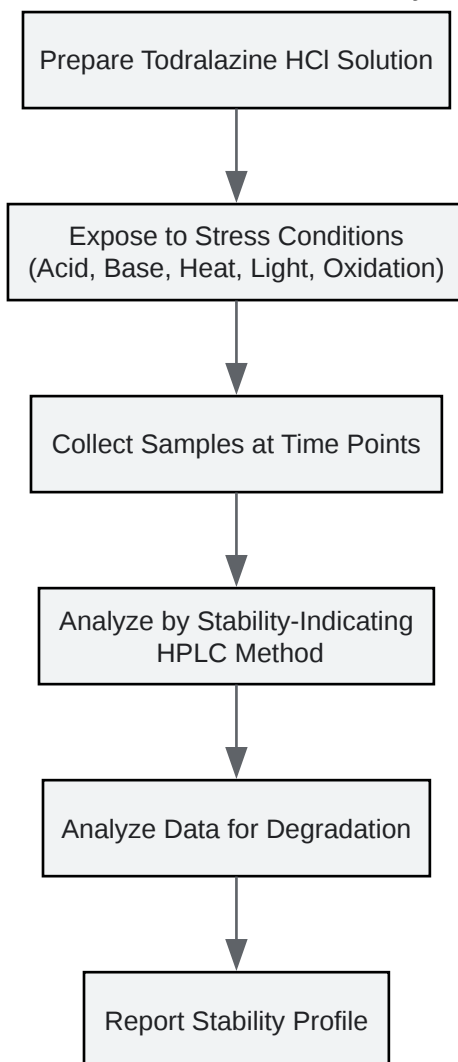 Prepare Todralazine HCl Solution
Expose to Stress Conditions
(Acid, Base, Heat, Light, Oxidation)
Collect Samples at Time Points
Analyze by Stability-Indicating
HPLC Method
Analyze Data for Degradation
Report Stability Profile